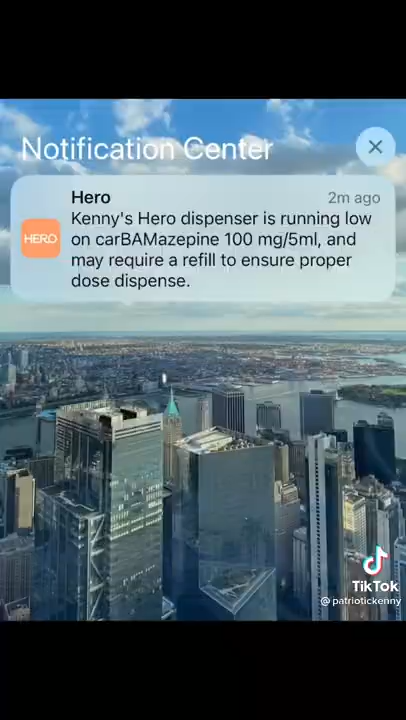 Notification Center
Hero
2m ago
HERO
Kenny's Hero dispenser is running low
on carBAMazepine 100 mg/5ml, and
may require a refill to ensure proper
dose dispense.
TikTok
@patriotickenny